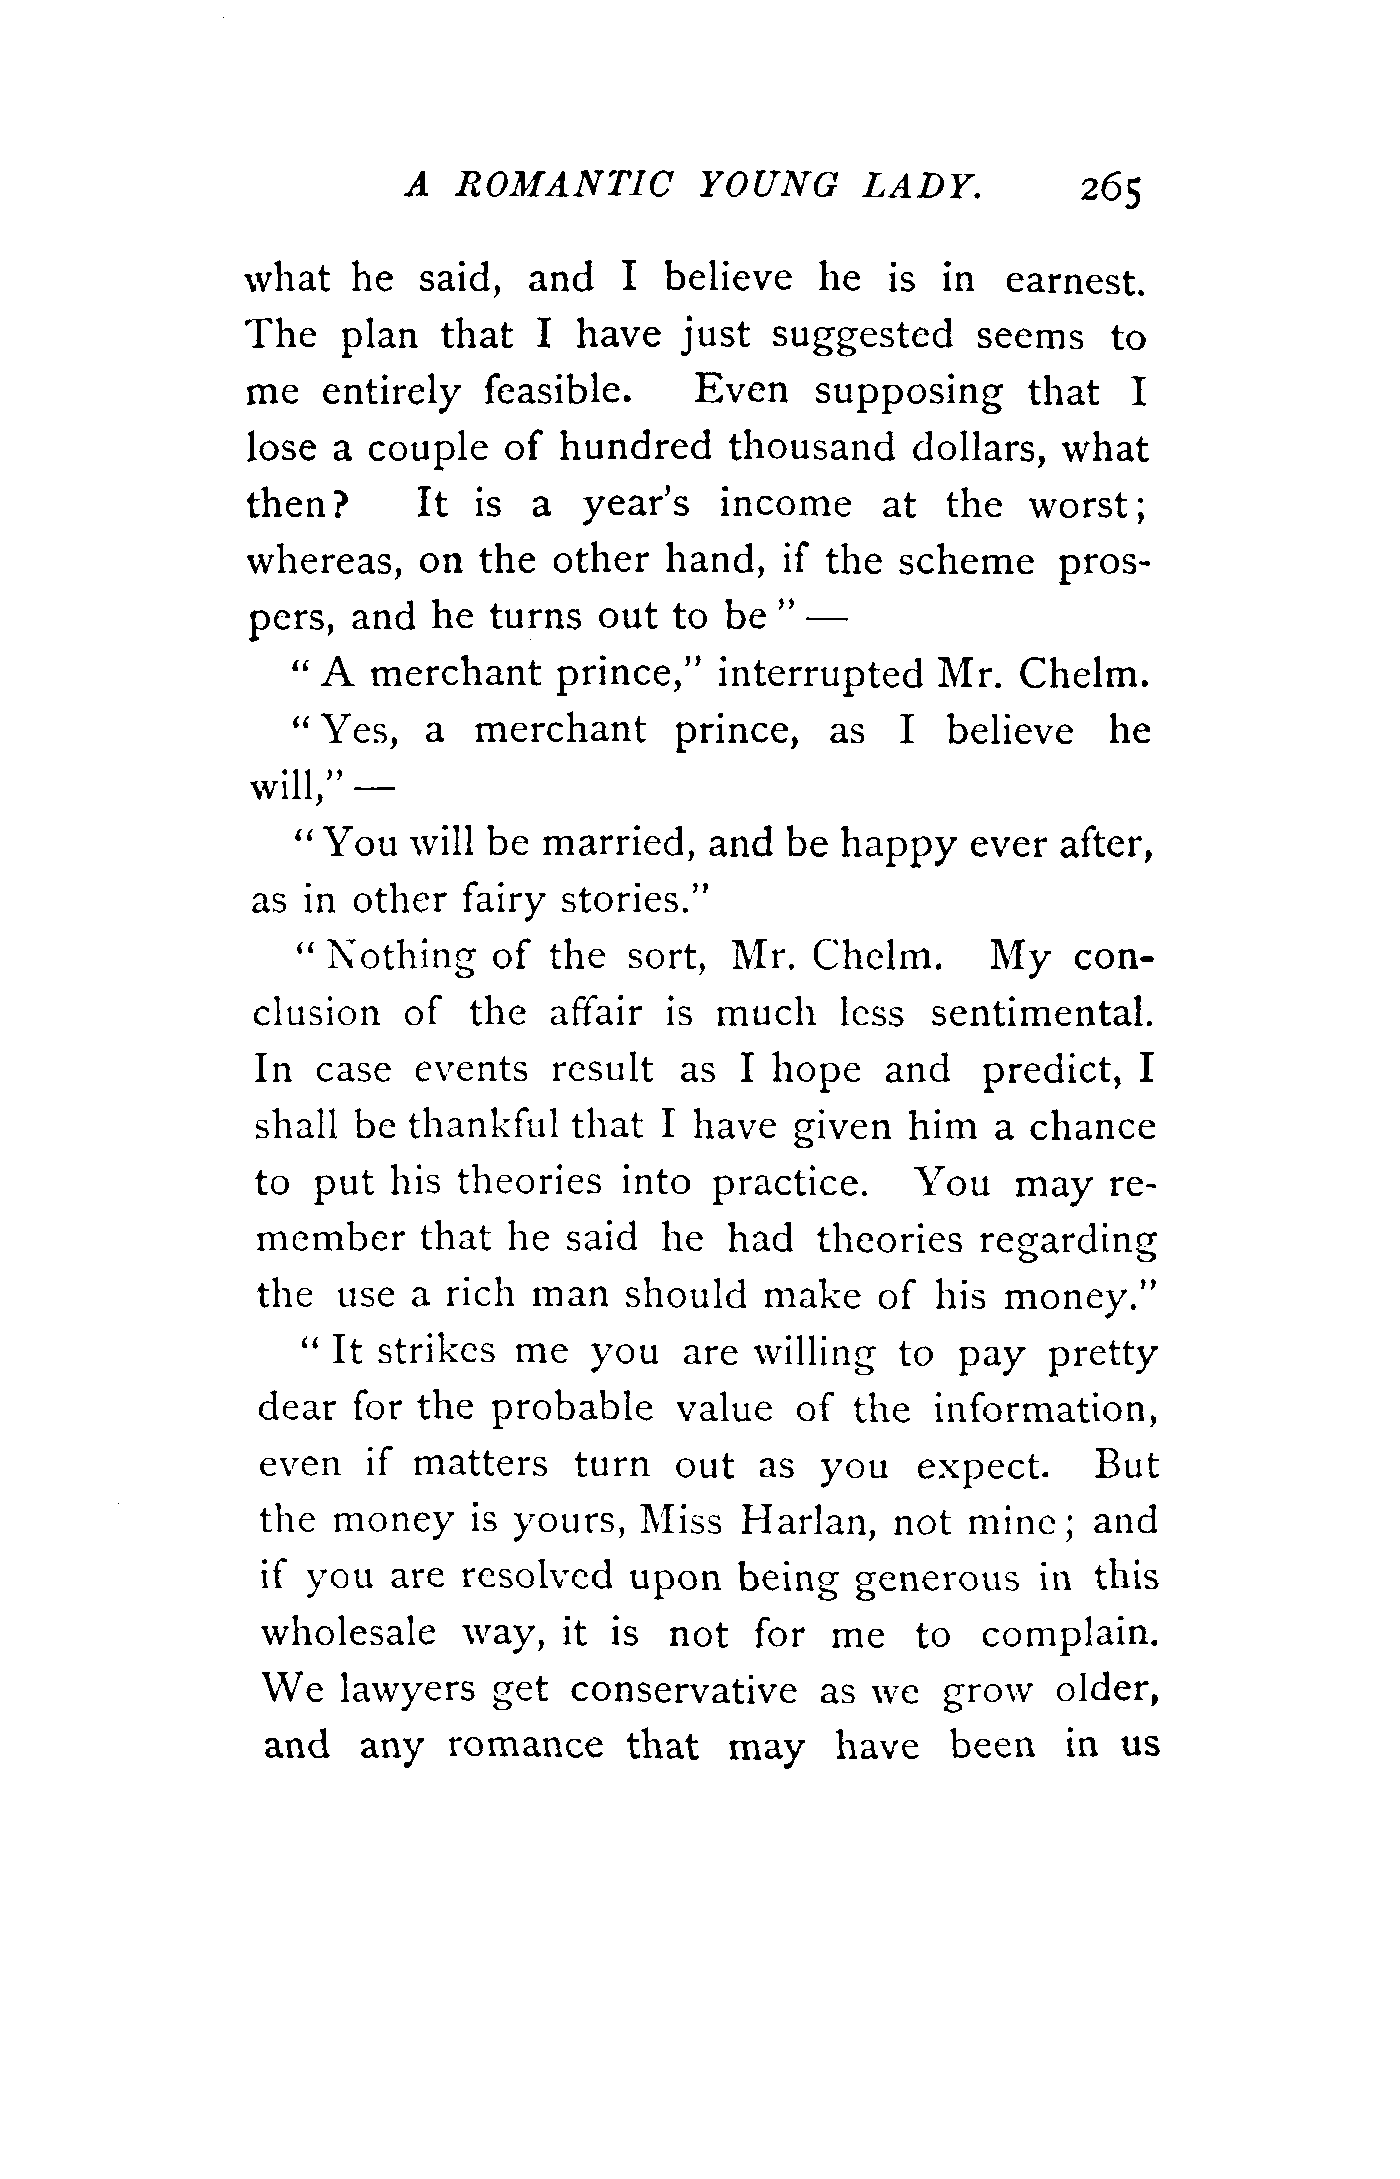 A ROMANTIC YOUNG LADY. 265
what he said, and I believe he is in earnest.
The plan that I have just suggested seems to
me entirely feasible. Even supposing that I
lose a couple of hundred thousand dollars, what
then? It is a year's income at the worst;
whereas, on the other hand, if the scheme pros-
pers, and he turns out to be" —
"A merchant prince," interrupted Mr. Chelm.
"Yes, a merchant prince, as I believe he
will," —
"You will be married, and be happy ever after,
as in other fairy stories."
"Nothing of the sort, Mr. Chelm. My con-
clusion of the affair is much less sentimental.
In case events result as I hope and predict, I
shall be thankful that I have given him a chance
to put his theories into practice. You may re-
member that he said he had theories regarding
the use a rich man should make of his money."
"It strikes me you are willing to pay pretty
dear for the probable value of the information,
even if matters turn out as you expect. But
the money is yours, Miss Harlan, not mine; and
if you are resolved upon being generous in this
wholesale way, it is not for me to complain.
We lawyers get conservative as we grow older,
and any romance that may have been in us